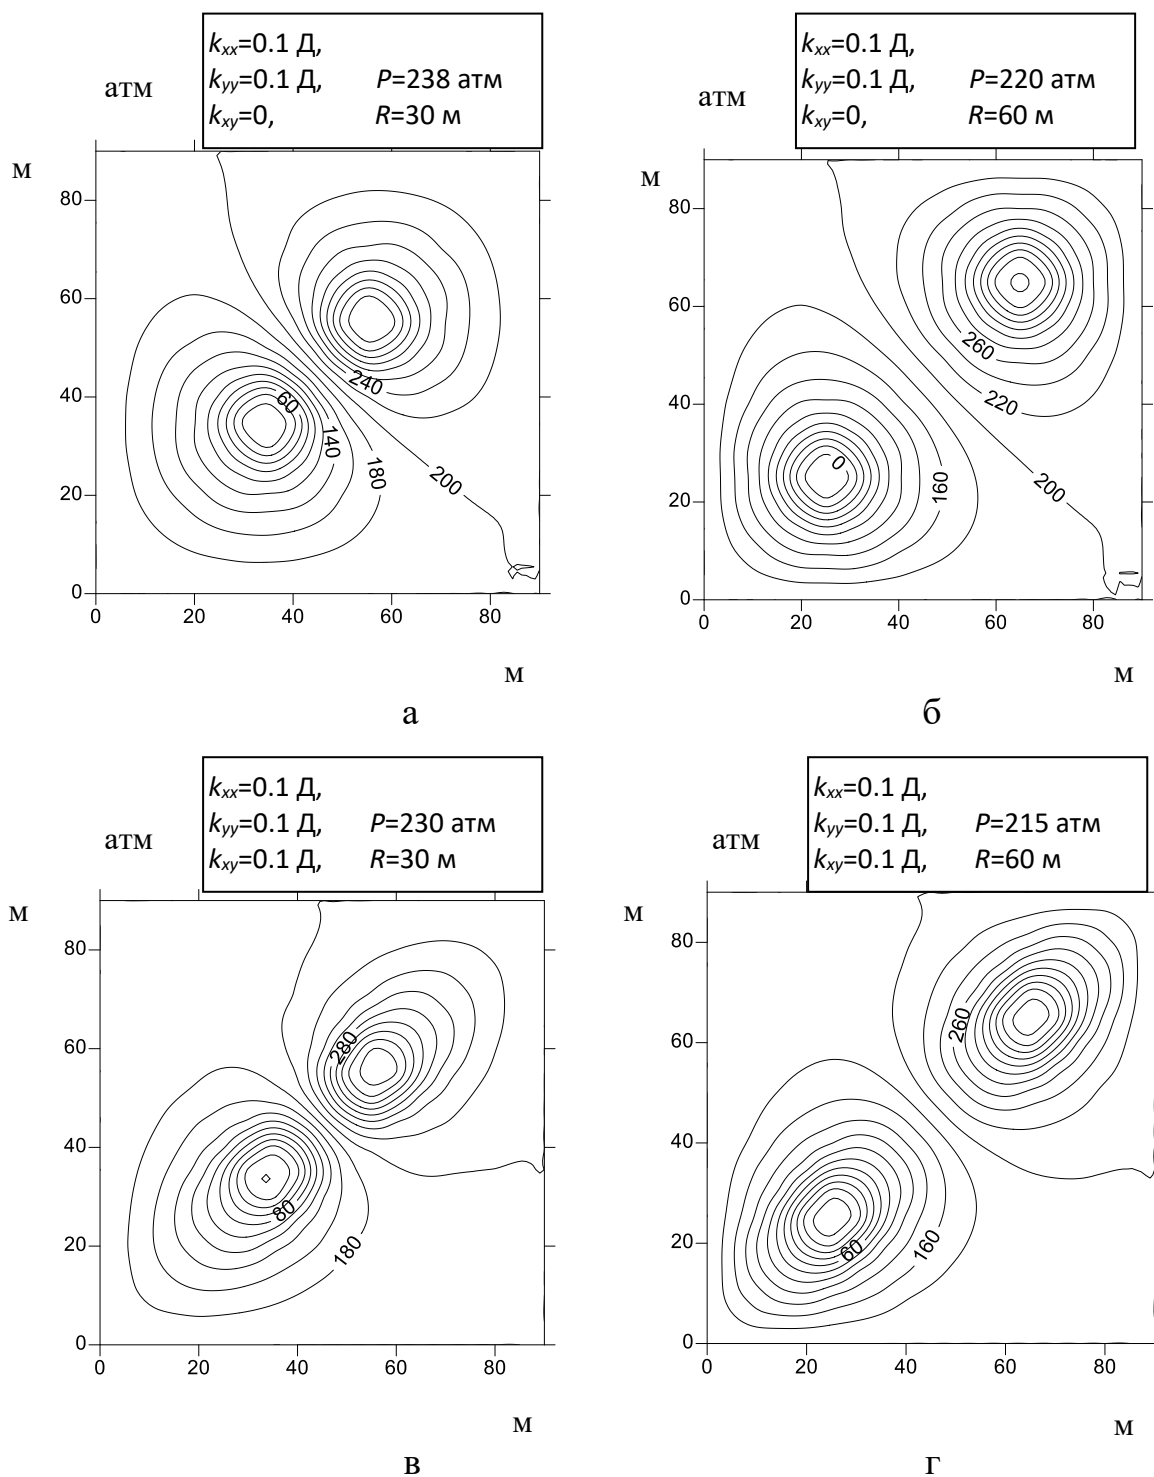 kxx=0.1 Д,
kyy=0.1 Д, P=238 атм
kxy=0, R=30 м
атм
м
80
60
40
20
0
0 20 40 60 80
60
140
180
200
240
м
а
kxx=0.1 Д,
kyy=0.1 Д, P=220 атм
kxy=0, R=60 м
атм
м
80
60
40
20
0
0 20 40 60 80
260
220
200
160
0
м
б
kxx=0.1 Д,
kyy=0.1 Д, P=230 атм
kxy=0.1 Д, R=30 м
атм
м
80
60
40
20
0
0 20 40 60 80
280
80
180
м
в
kxx=0.1 Д,
kyy=0.1 Д, P=215 атм
kxy=0.1 Д, R=60 м
атм
м
80
60
40
20
0
0 20 40 60 80
260
60
160
м
г